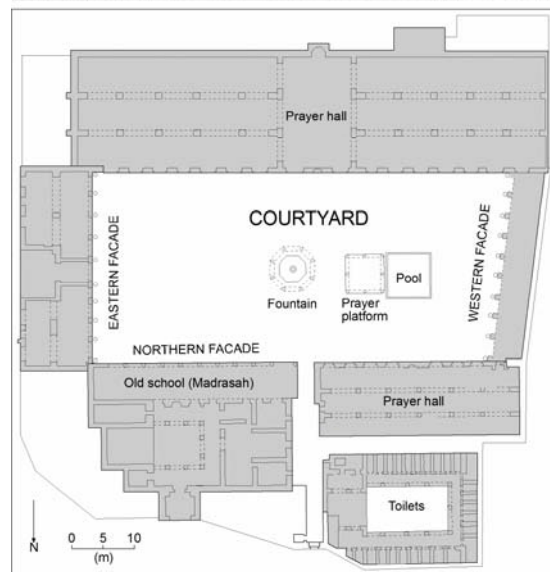 Prayer hall
COURTYARD
EASTERN FACADE
WESTERN FACADE
Fountain
Prayer
platform
Pool
NORTHERN FACADE
Old school (Madrasah)
Prayer hall
Toilets
N
0 5 10
(m)